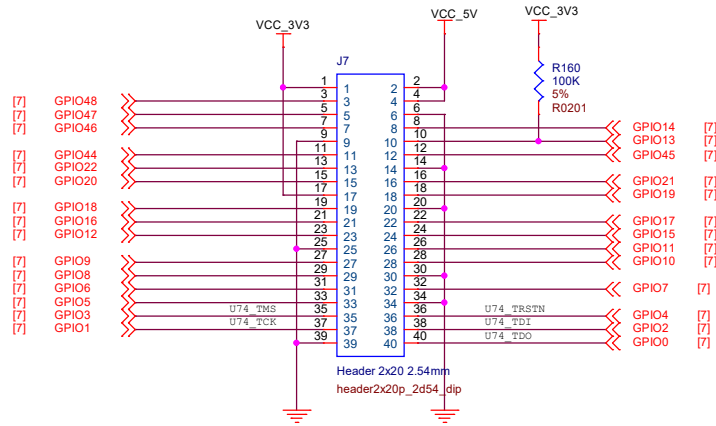 VCC_3V3
VCC_5V
VCC_3V3
J7
R160
100K
5%
R0201
1 1 2 2
[7] GPIO48 3 3 4 4
[7] GPIO47 5 5 6 6
[7] GPIO46 7 7 8 8 GPIO14 [7]
9 9 10 10 GPIO13 [7]
[7] GPIO44 11 11 12 12 GPIO45 [7]
[7] GPIO22 13 13 14 14
[7] GPIO20 15 15 16 16 GPIO21 [7]
17 17 18 18 GPIO19 [7]
[7] GPIO18 19 19 20 20
[7] GPIO16 21 21 22 22 GPIO17 [7]
[7] GPIO12 23 23 24 24 GPIO15 [7]
25 25 26 26 GPIO11 [7]
[7] GPIO9 27 27 28 28 GPIO10 [7]
[7] GPIO8 29 29 30 30
[7] GPIO6 31 31 32 32 GPIO7 [7]
[7] GPIO5 33 33 34 34
[7] GPIO3 U74_TMS 35 35 36 36 U74_TRSTN GPIO4 [7]
[7] GPIO1 U74_TCK 37 37 38 38 U74_TDI GPIO2 [7]
39 39 40 40 U74_TDO GPIO0 [7]
Header 2x20 2.54mm
header2x20p_2d54_dip